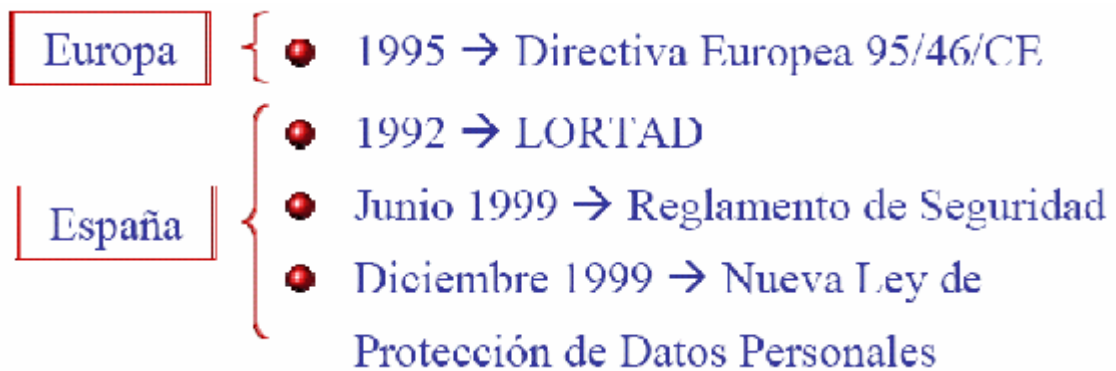 Europa
1995 → Directiva Europea 95/46/CE
España
1992 → LORTAD
Junio 1999 → Reglamento de Seguridad
Diciembre 1999 → Nueva Ley de
Protección de Datos Personales